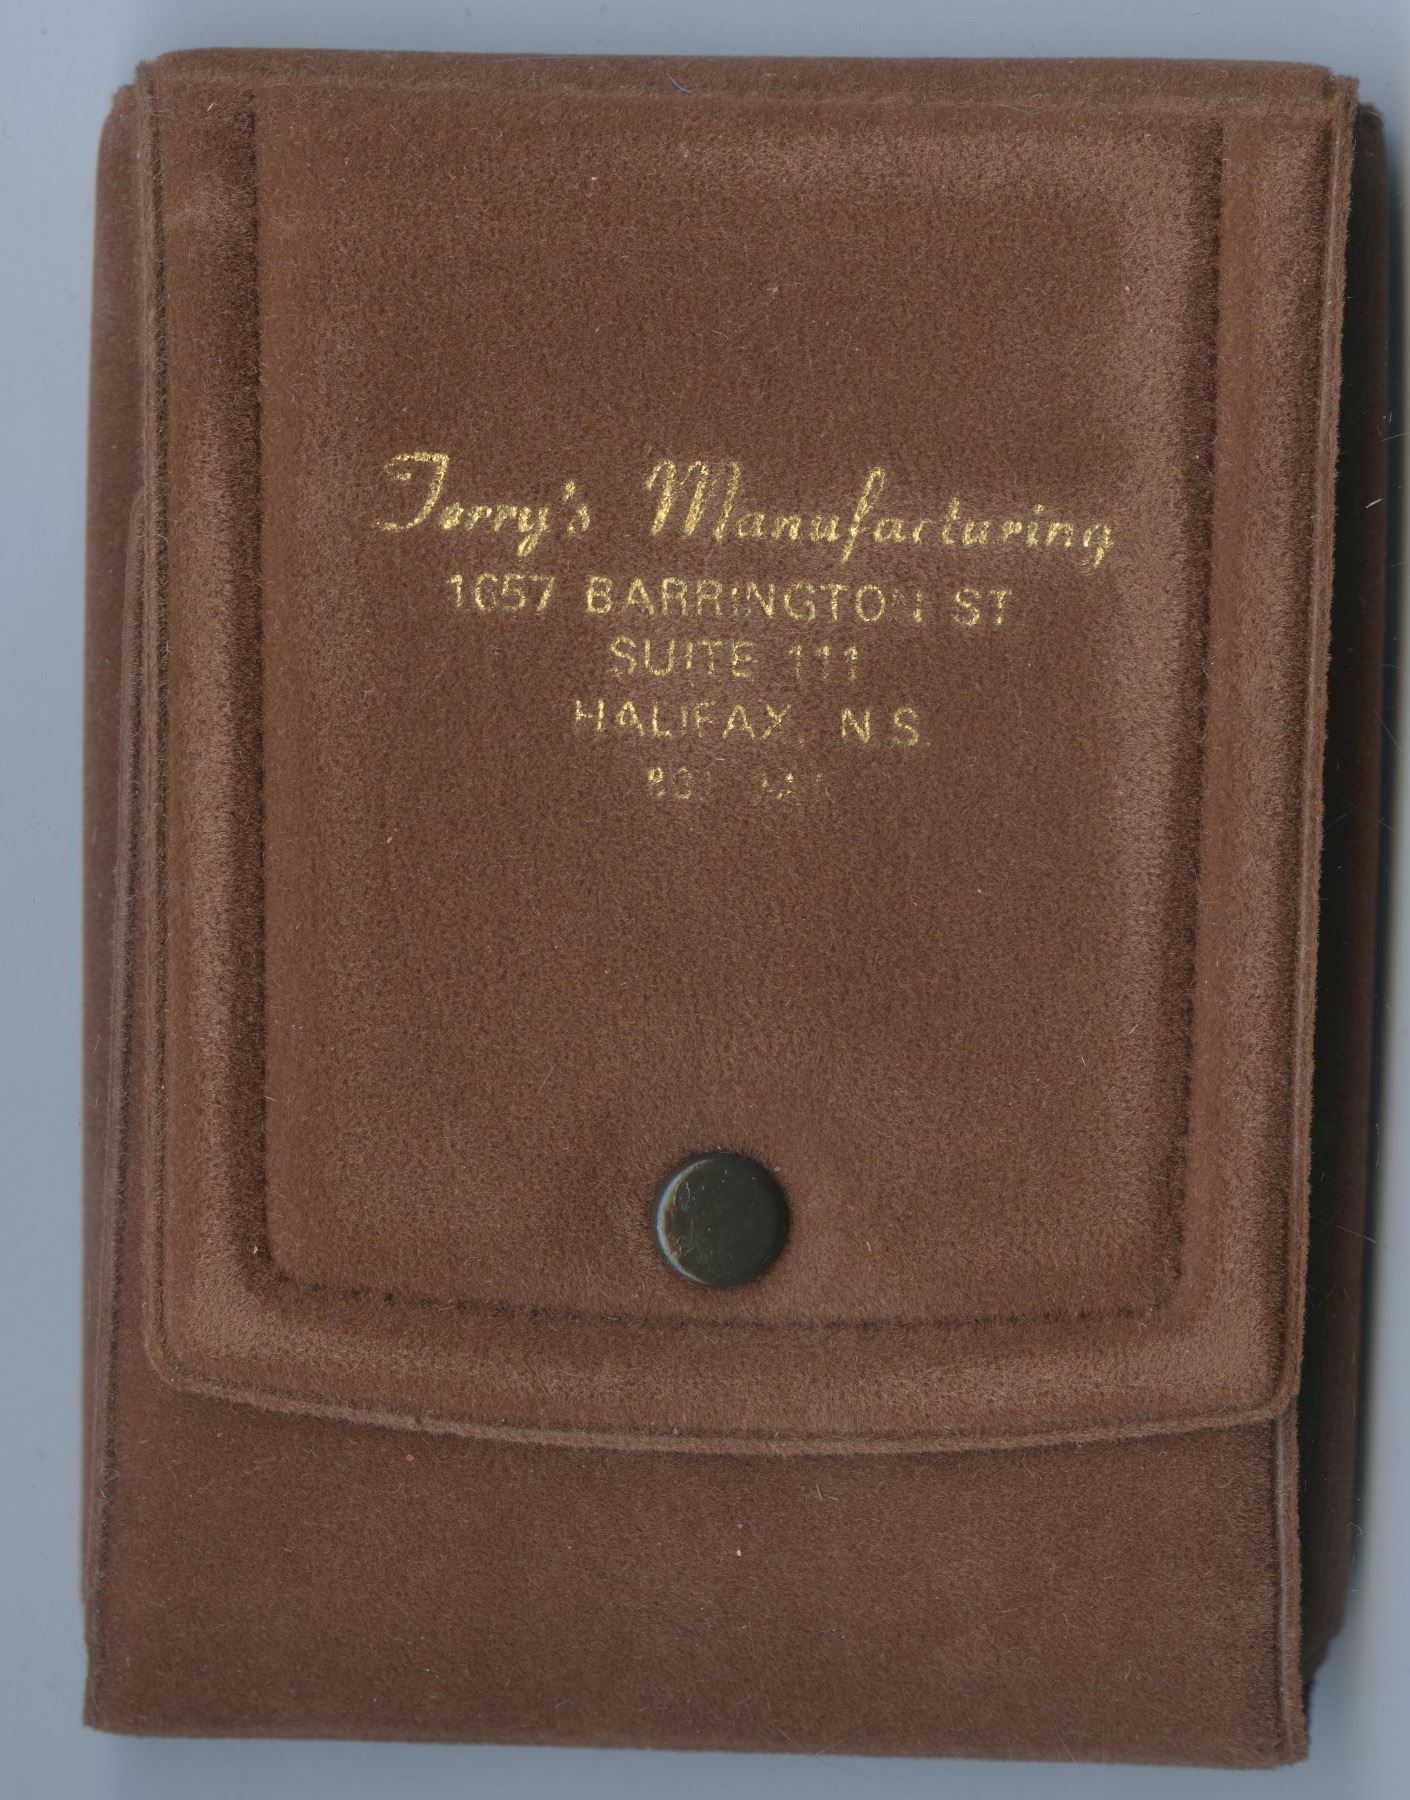 Terry's Manufacturing
1657 BARRINGTON ST
SUITE 111
HALIFAX, N.S.